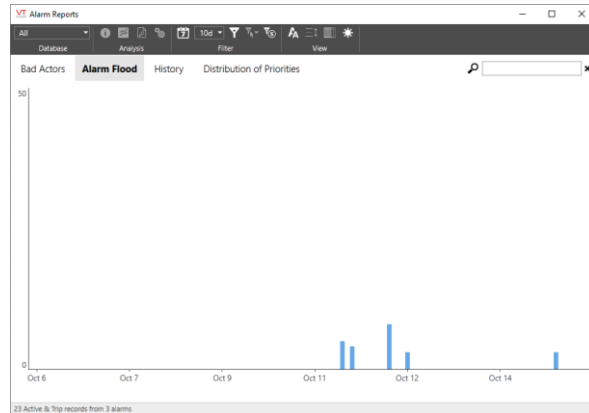 VT Alarm Reports
All
10d
Database Analysis Filter View
Bad Actors Alarm Flood History Distribution of Priorities
50
0
Oct 6 Oct 7 Oct 9 Oct 11 Oct 12 Oct 14
23 Active & Trip records from 3 alarms